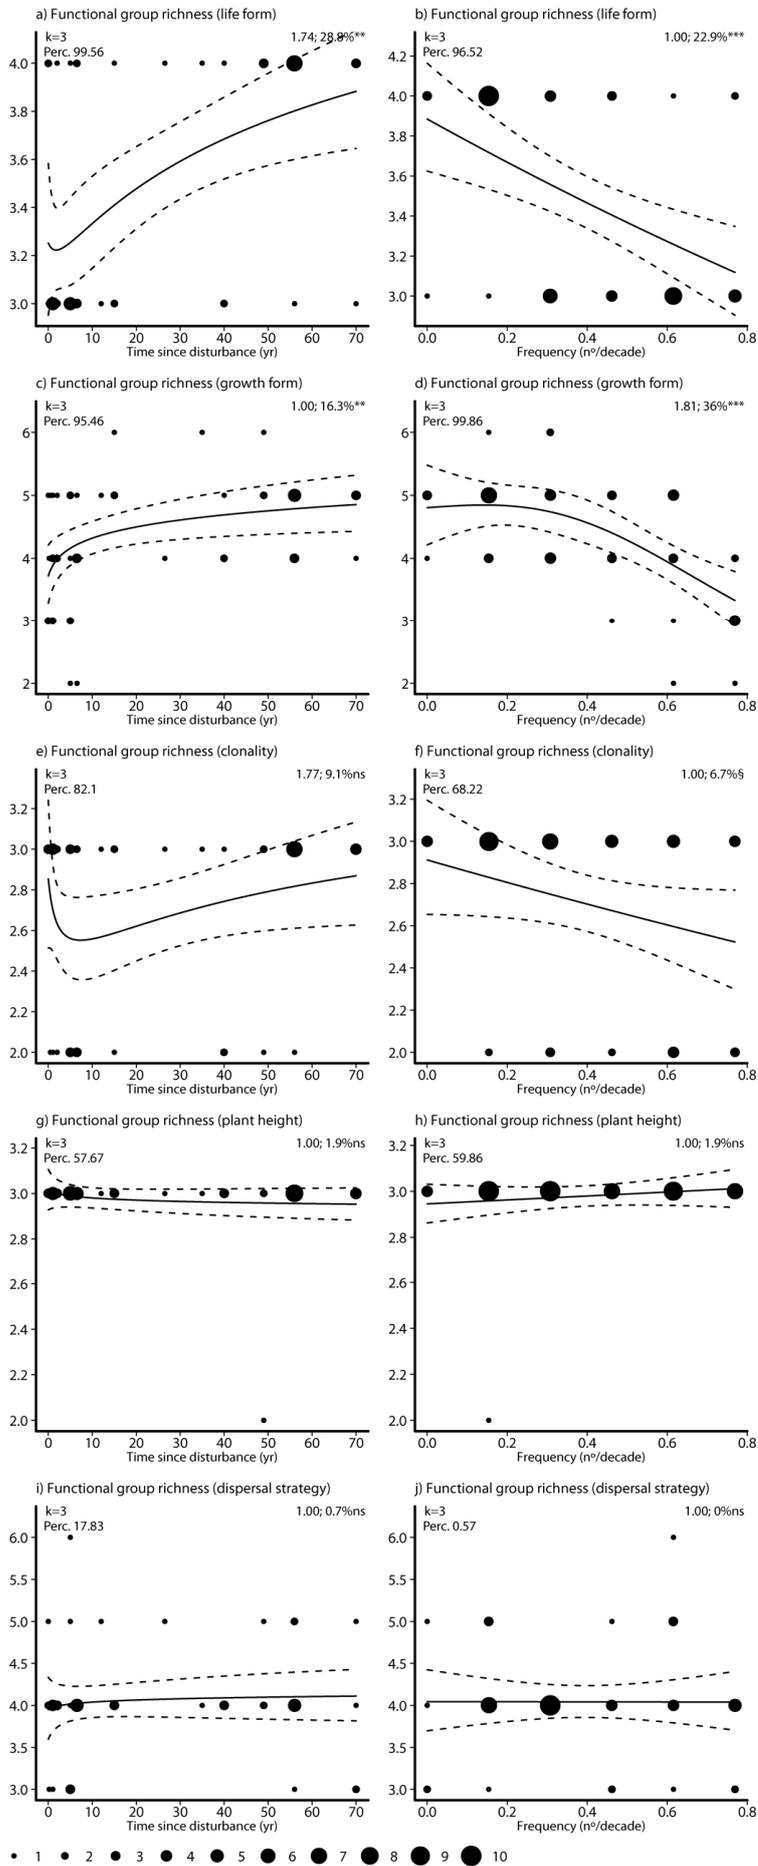 a) Functional group richness (life form)
k=3
Perc. 99.56
1.74; 28.8%**
4.0
3.8
3.6
3.4
3.2
3.0
0 10 20 30 40 50 60 70
Time since disturbance (yr)
b) Functional group richness (life form)
k=3
Perc. 96.52
1.00; 22.9%***
4.2
4.0
3.8
3.6
3.4
3.2
3.0
0.0 0.2 0.4 0.6 0.8
Frequency (nº/decade)
c) Functional group richness (growth form)
k=3
Perc. 95.46
1.00; 16.3%**
6
5
4
3
2
0 10 20 30 40 50 60 70
Time since disturbance (yr)
d) Functional group richness (growth form)
k=3
Perc. 99.86
1.81; 36%***
6
5
4
3
2
0.0 0.2 0.4 0.6 0.8
Frequency (nº/decade)
e) Functional group richness (clonality)
k=3
Perc. 82.1
1.77; 9.1%ns
3.2
3.0
2.8
2.6
2.4
2.2
2.0
0 10 20 30 40 50 60 70
Time since disturbance (yr)
f) Functional group richness (clonality)
k=3
Perc. 68.22
1.00; 6.7%§
3.2
3.0
2.8
2.6
2.4
2.2
2.0
0.0 0.2 0.4 0.6 0.8
Frequency (nº/decade)
g) Functional group richness (plant height)
k=3
Perc. 57.67
1.00; 1.9%ns
3.2
3.0
2.8
2.6
2.4
2.2
2.0
0 10 20 30 40 50 60 70
Time since disturbance (yr)
h) Functional group richness (plant height)
k=3
Perc. 59.86
1.00; 1.9%ns
3.2
3.0
2.8
2.6
2.4
2.2
2.0
0.0 0.2 0.4 0.6 0.8
Frequency (nº/decade)
i) Functional group richness (dispersal strategy)
k=3
Perc. 17.83
1.00; 0.7%ns
6.0
5.5
5.0
4.5
4.0
3.5
3.0
0 10 20 30 40 50 60 70
Time since disturbance (yr)
j) Functional group richness (dispersal strategy)
k=3
Perc. 0.57
1.00; 0%ns
6.0
5.5
5.0
4.5
4.0
3.5
3.0
0.0 0.2 0.4 0.6 0.8
Frequency (nº/decade)
1 2 3 4 5 6 7 8 9 10